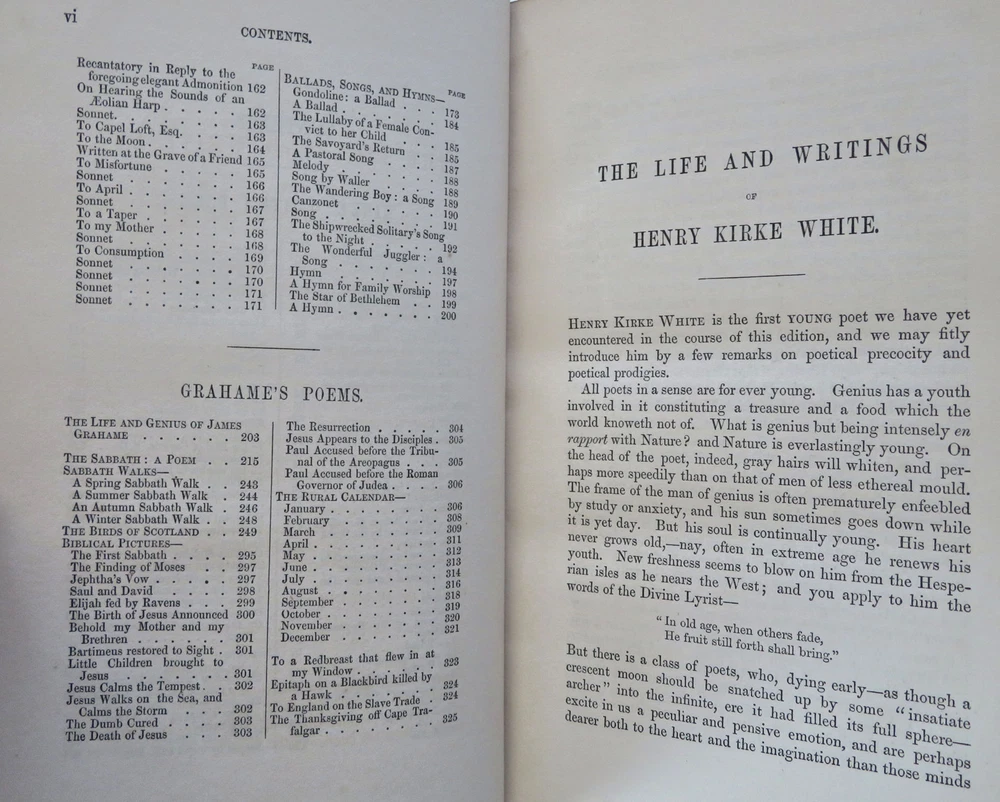 vi
CONTENTS.
PAGE
Recantatory in Reply to the
foregoing elegant Admonition 162
On Hearing the Sounds of an
Æolian Harp . . . . . 162
Sonnet. . . . . . . 163
To Capel Loft, Esq. . . . . 163
To the Moon . . . . . . 164
Written at the Grave of a Friend 165
To Misfortune . . . . . 165
Sonnet . . . . . . . 166
To April . . . . . . 166
Sonnet . . . . . . . 167
To a Taper . . . . . . 167
To my Mother . . . . . 168
Sonnet . . . . . . . 168
To Consumption . . . . 169
Sonnet . . . . . . 170
Sonnet . . . . . . 170
Sonnet . . . . . . 171
Sonnet . . . . . . 171
PAGE
BALLADS, SONGS, AND HYMNS—
Gondoline: a Ballad . . . 173
A Ballad . . . . . . 184
The Lullaby of a Female Con-
vict to her Child . . . . 185
The Savoyard's Return . . 185
A Pastoral Song . . . . 187
Melody . . . . . . 188
Song by Waller . . . . 188
The Wandering Boy: a Song 189
Canzonet . . . . . . 190
Song . . . . . . . 191
The Shipwrecked Solitary's Song
to the Night . . . . . 192
The Wonderful Juggler: a
Song . . . . . . . 194
Hymn . . . . . . 197
A Hymn for Family Worship 198
The Star of Bethlehem . . 199
A Hymn . . . . . . 200
GRAHAME'S POEMS.
THE LIFE AND GENIUS OF JAMES
GRAHAME . . . . . . 203
THE SABBATH: A POEM . . 215
SABBATH WALKS—
A Spring Sabbath Walk . . 243
A Summer Sabbath Walk . 244
An Autumn Sabbath Walk . 246
A Winter Sabbath Walk . . 248
THE BIRDS OF SCOTLAND . . 249
BIBLICAL PICTURES—
The First Sabbath . . . . 295
The Finding of Moses . . 297
Jephtha's Vow . . . . 297
Saul and David . . . . 298
Elijah fed by Ravens . . . 299
The Birth of Jesus Announced 300
Behold my Mother and my
Brethren . . . . . . 301
Bartimeus restored to Sight . 301
Little Children brought to
Jesus . . . . . . . 301
Jesus Calms the Tempest. . 302
Jesus Walks on the Sea, and
Calms the Storm . . . 302
The Dumb Cured . . . . 303
The Death of Jesus . . . 303
The Resurrection . . . . . 304
Jesus Appears to the Disciples . 305
Paul Accused before the Tribu-
nal of the Areopagus . . . 305
Paul Accused before the Roman
Governor of Judea . . . . 306
THE RURAL CALENDAR—
January . . . . . . . 306
February . . . . . . 308
March . . . . . . . 309
April . . . . . . . 311
May . . . . . . . 312
June . . . . . . . 313
July . . . . . . . 314
August . . . . . . . 316
September . . . . . . 318
October . . . . . . 319
November . . . . . . 320
December . . . . . . 321
To a Redbreast that flew in at
my Window . . . . . . 323
Epitaph on a Blackbird killed by
a Hawk . . . . . . . 324
To England on the Slave Trade . 324
The Thanksgiving off Cape Tra-
falgar . . . . . . . . 325
THE LIFE AND WRITINGS
OF
HENRY KIRKE WHITE.
HENRY KIRKE WHITE is the first YOUNG poet we have yet
encountered in the course of this edition, and we may fitly
introduce him by a few remarks on poetical precocity and
poetical prodigies.
All poets in a sense are for ever young. Genius has a youth
involved in it constituting a treasure and a food which the
world knoweth not of. What is genius but being intensely en
rapport with Nature? and Nature is everlastingly young. On
the head of the poet, indeed, gray hairs will whiten, and per-
haps more speedily than on that of men of less ethereal mould.
The frame of the man of genius is often prematurely enfeebled
by study or anxiety, and his sun sometimes goes down while
it is yet day. But his soul is continually young. His heart
never grows old,—nay, often in extreme age he renews his
youth. New freshness seems to blow on him from the Hespe-
rian isles as he nears the West; and you apply to him the
words of the Divine Lyrist—
"In old age, when others fade,
He fruit still forth shall bring."
But there is a class of poets, who, dying early—as though a
crescent moon should be snatched up by some "insatiate
archer" into the infinite, ere it had filled its full sphere—
excite in us a peculiar and pensive emotion, and are perhaps
dearer both to the heart and the imagination than those minds